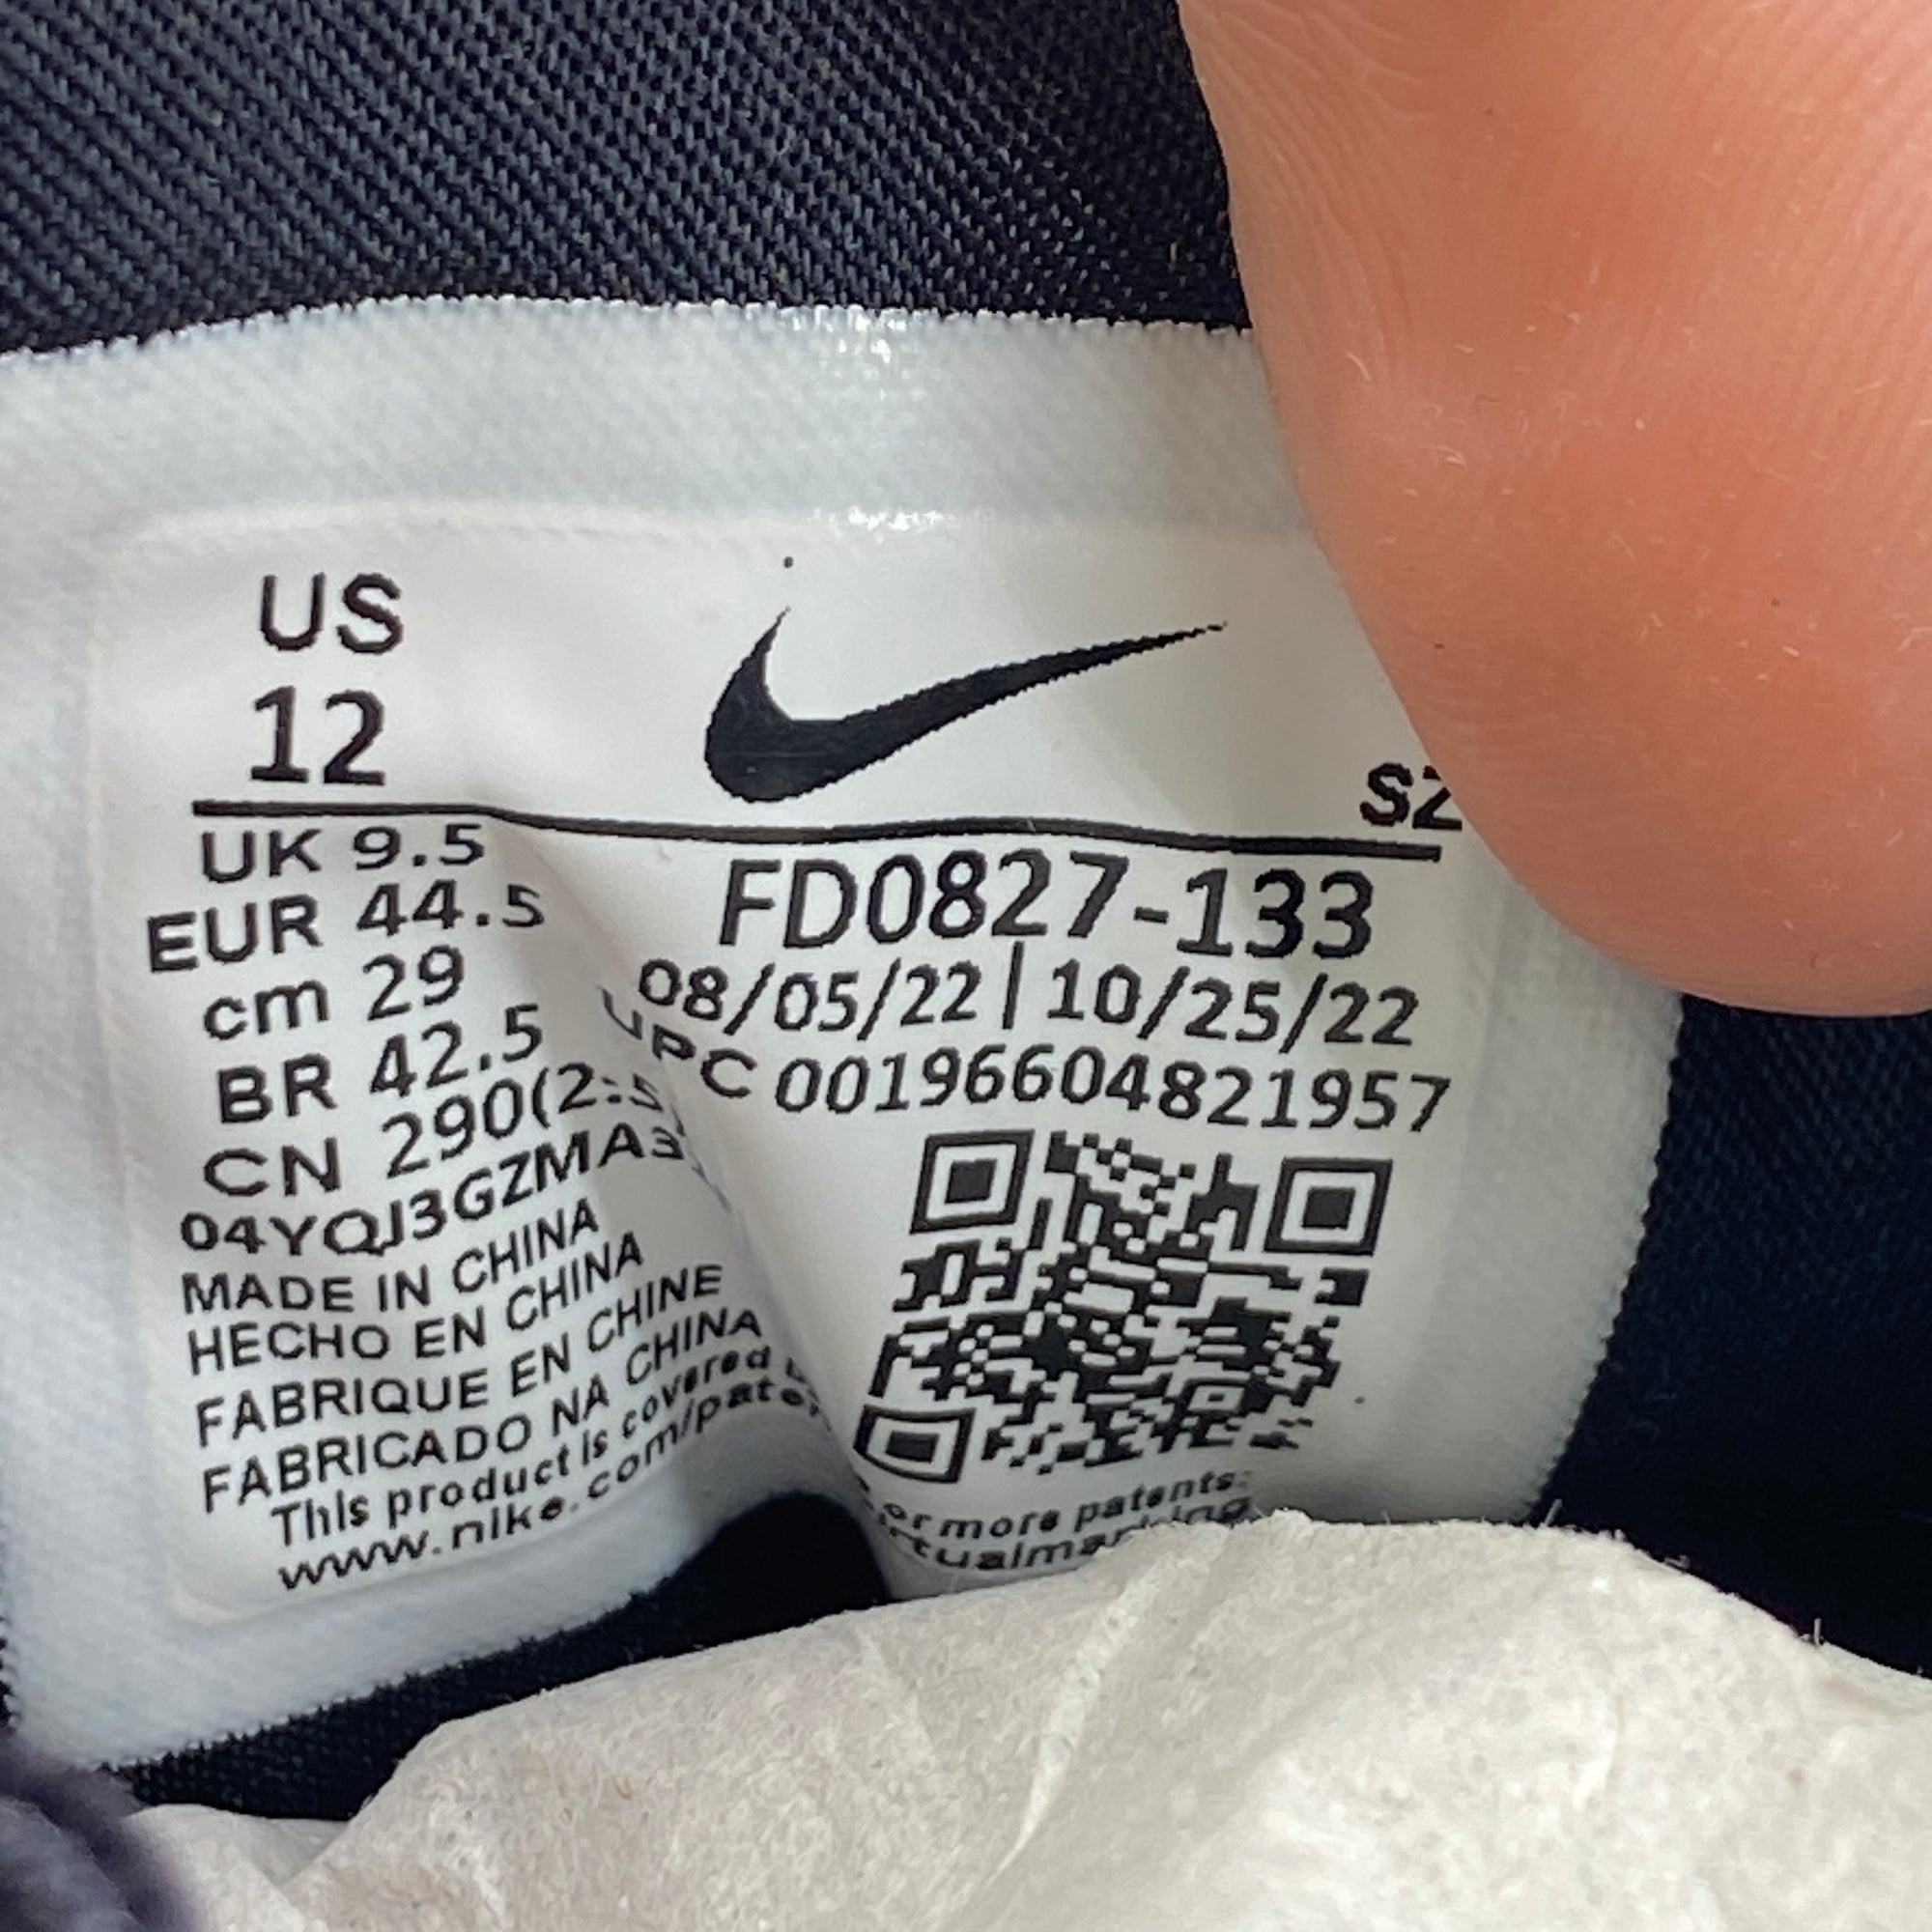 US
12
SZ
UK 9.5
EUR 44.5
cm 29
BR 42.5
CN 290(2:5
04YQJ3GZMA3
MADE IN CHINA
HECHO EN CHINA
FABRIQUE EN CHINE
FABRICADO NA CHINA
This product is covered
www.nike.com/pate
FD0827-133
08/05/22|10/25/22
UPC 00196604821957
or more patents:
rtualmarking